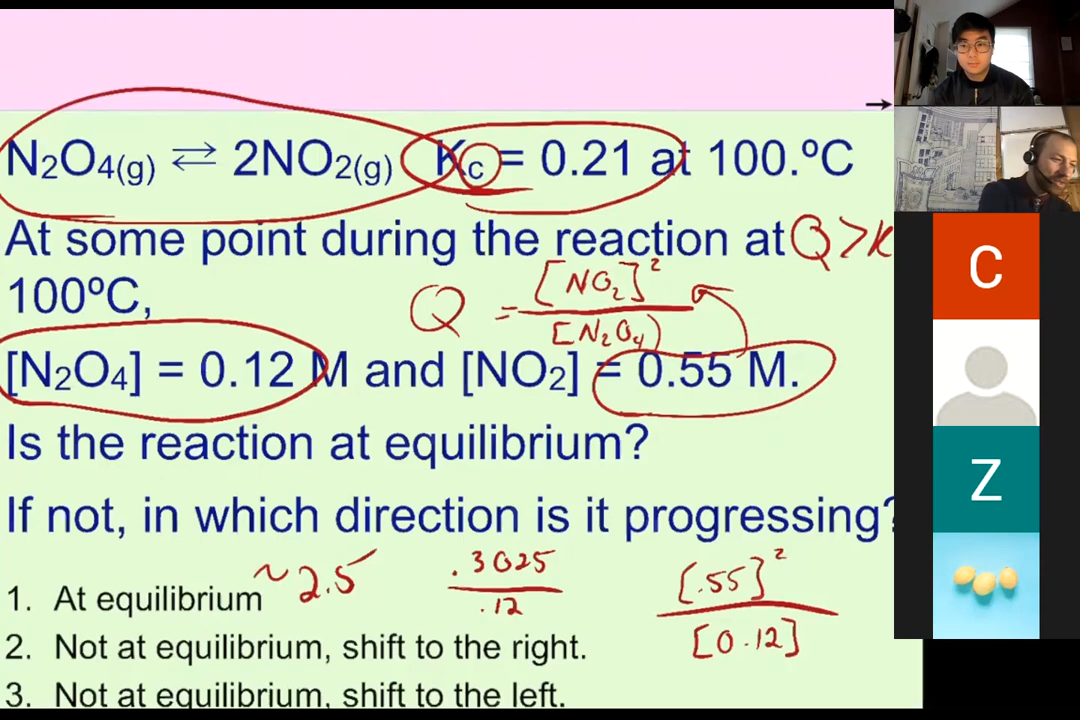 N2O4(g) ⇄ 2NO2(g) Kc = 0.21 at 100.ºC
At some point during the reaction at Q > K
100ºC,
Q = [NO2]² / [N2O4]
[N2O4] = 0.12 M and [NO2] = 0.55 M.
Is the reaction at equilibrium?
If not, in which direction is it progressing?
1. At equilibrium ~2.5 .3025 / .12 [.55]² / [0.12]
2. Not at equilibrium, shift to the right.
3. Not at equilibrium, shift to the left.
C
Z